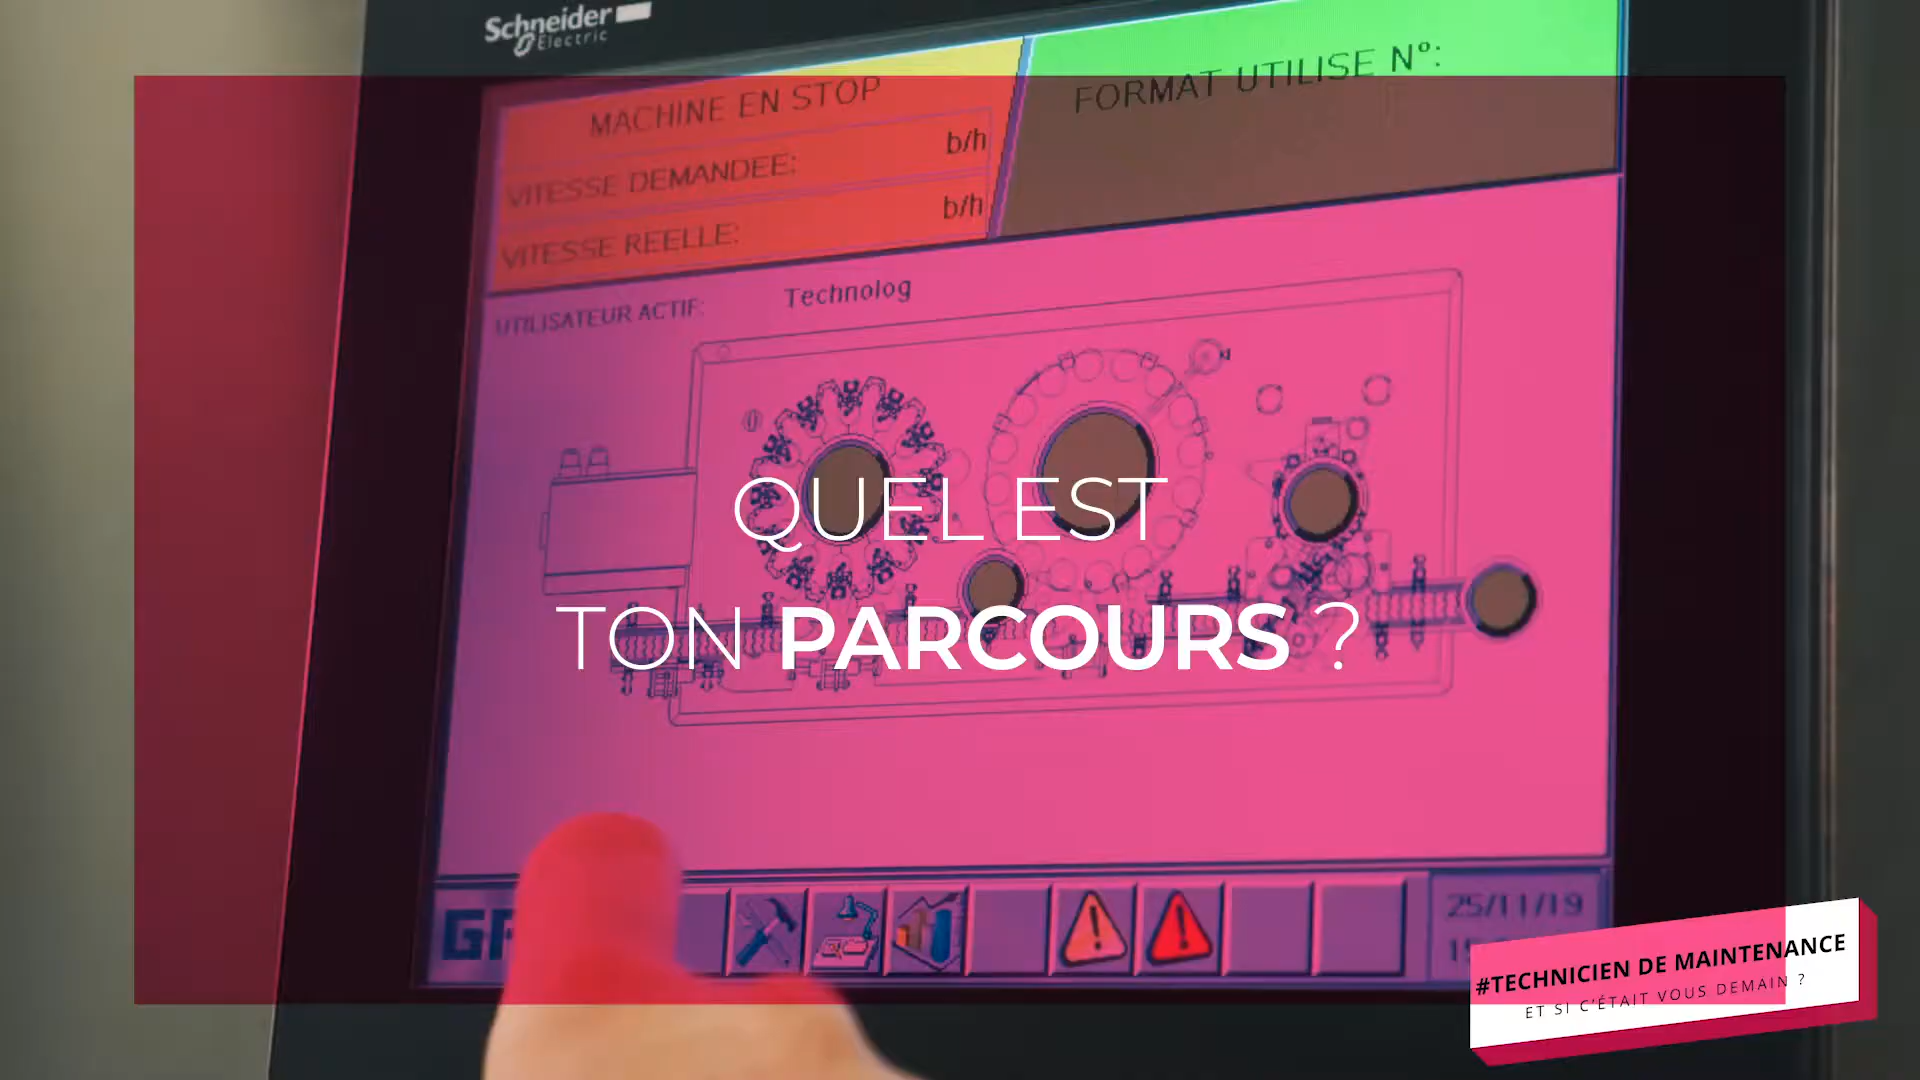 Schneider
Electric
MACHINE EN STOP
VITESSE DEMANDEE:
b/h
VITESSE REELLE:
b/h
FORMAT UTILISE N°:
UTILISATEUR ACTIF:
Technolog
QUEL EST
TON PARCOURS ?
25/11/19
#TECHNICIEN DE MAINTENANCE
ET SI C'ÉTAIT VOUS DEMAIN ?